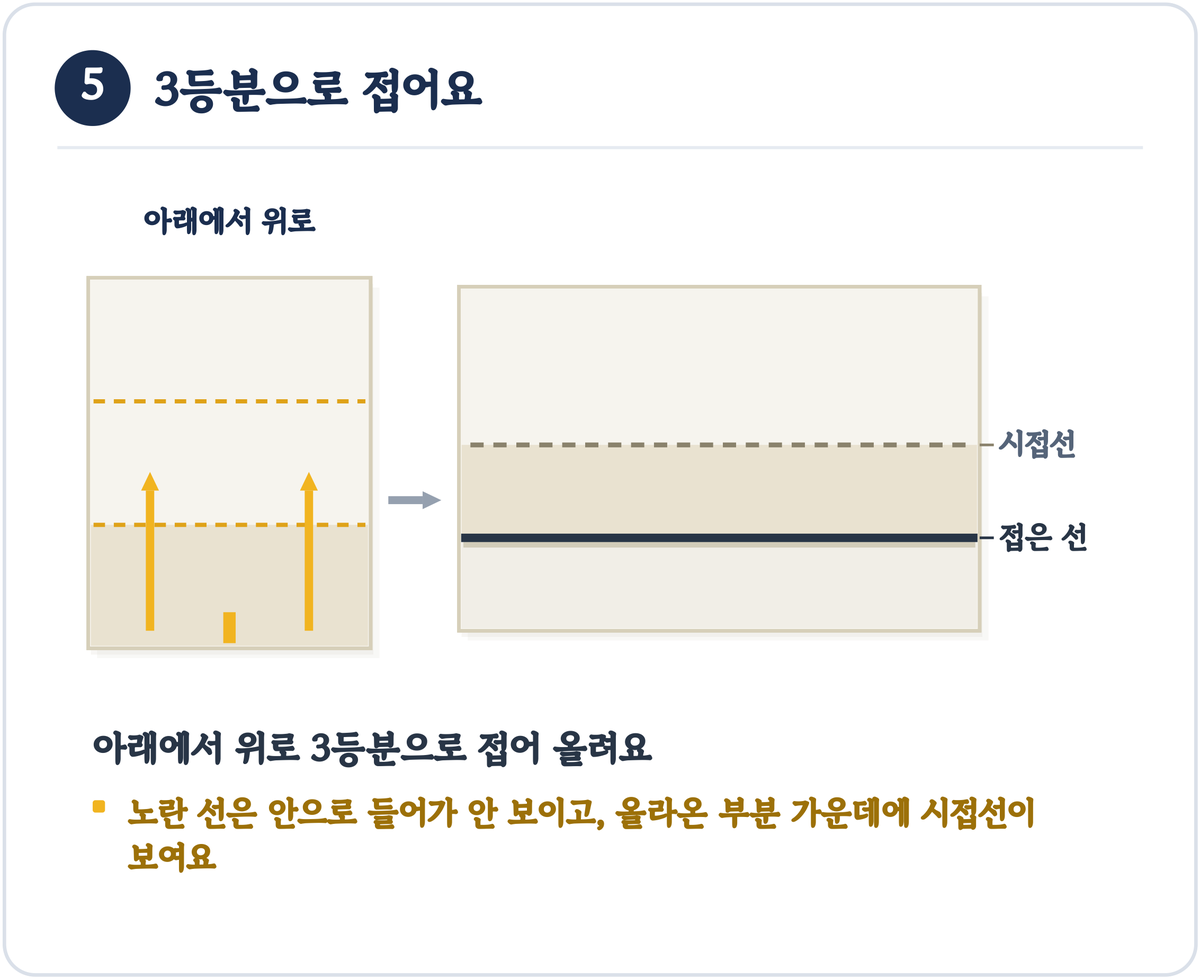 5 3등분으로 접어요
아래에서 위로
시접선
접은 선
아래에서 위로 3등분으로 접어 올려요
노란 선은 안으로 들어가 안 보이고, 올라온 부분 가운데에 시접선이
보여요